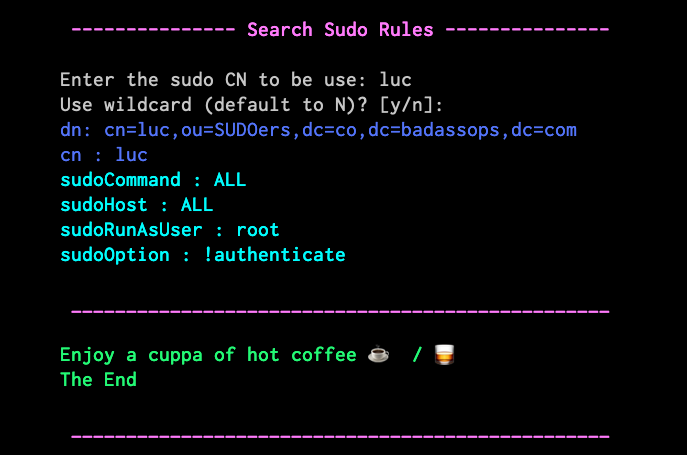 --------------- Search Sudo Rules ---------------
Enter the sudo CN to be use: luc
Use wildcard (default to N)? [y/n]:
dn: cn=luc,ou=SUDOers,dc=co,dc=badassops,dc=com
cn : luc
sudoCommand : ALL
sudoHost : ALL
sudoRunAsUser : root
sudoOption : !authenticate
-------------------------------------------------
Enjoy a cuppa of hot coffee ☕ / 🥃
The End
-------------------------------------------------